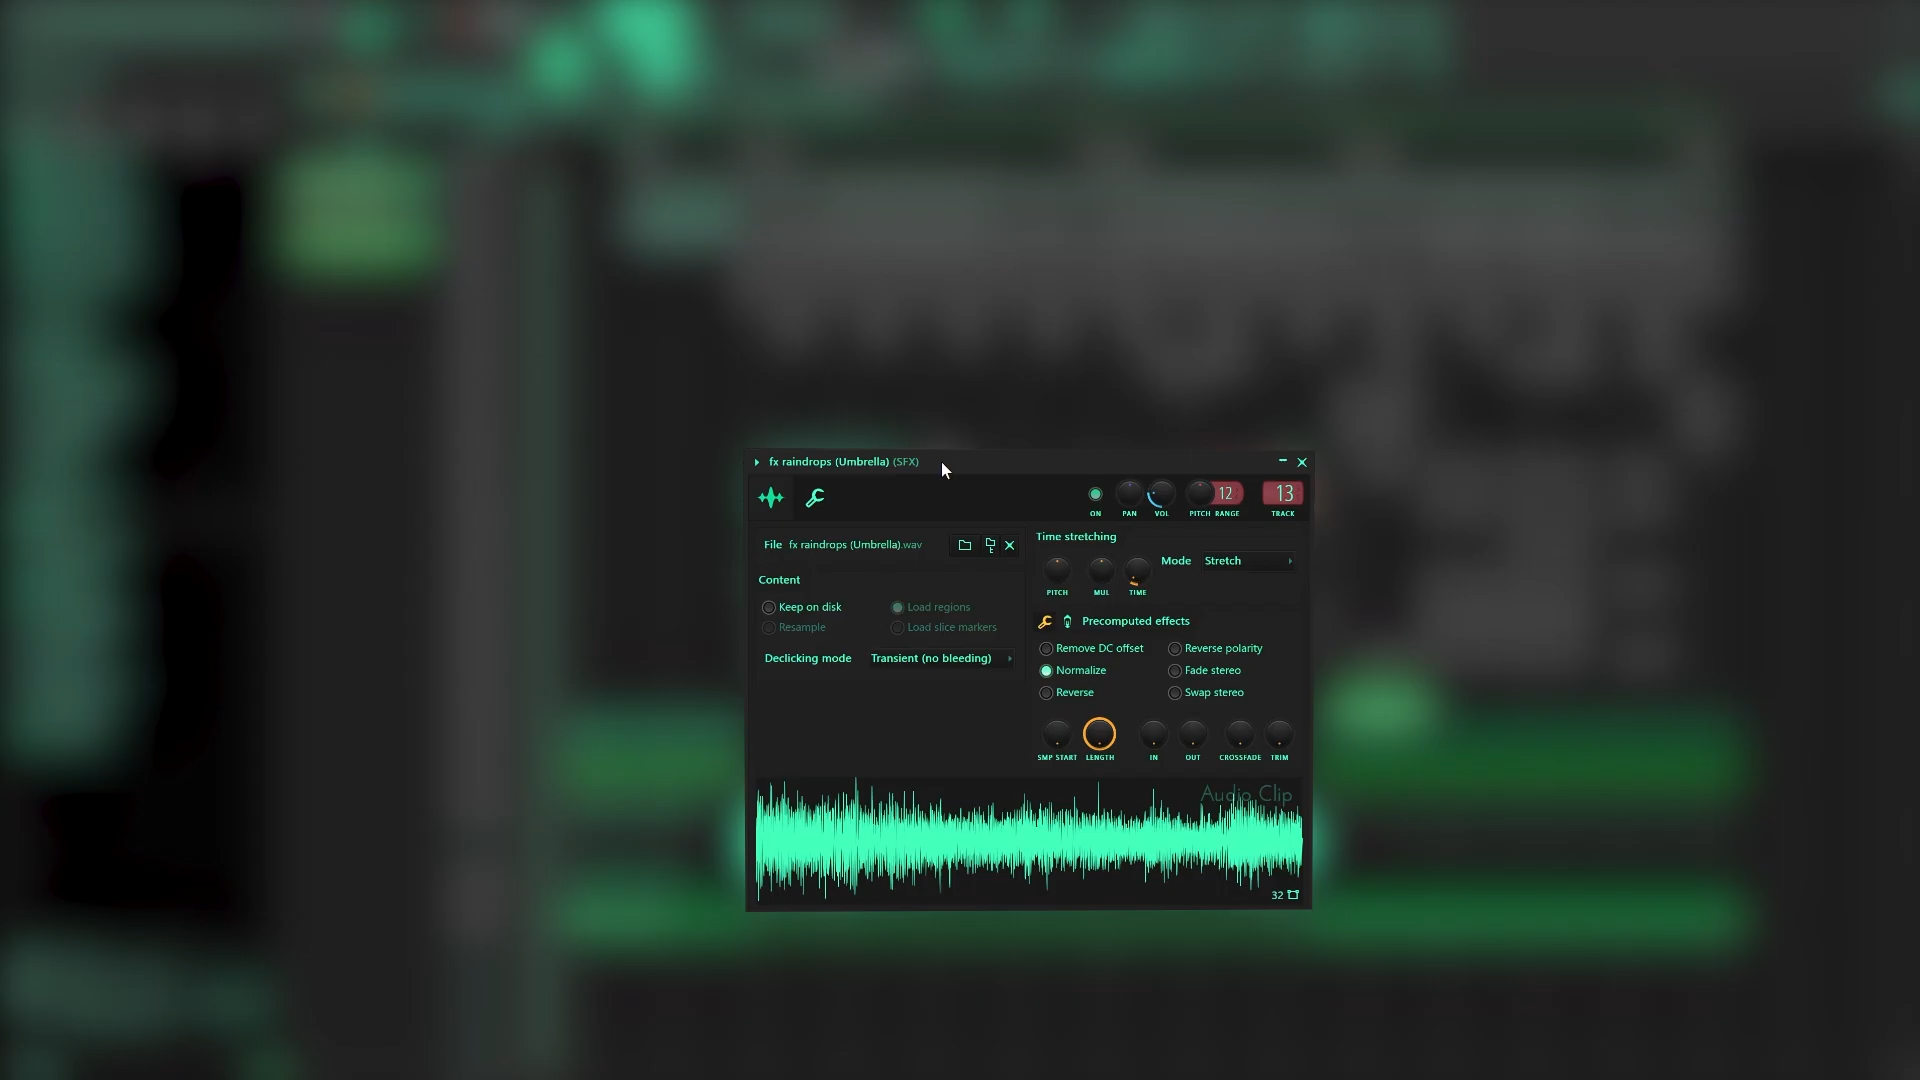 fx raindrops (Umbrella) (SFX)
ON PAN VOL PITCH RANGE 12 13 TRACK
File fx raindrops (Umbrella).wav
Content
Keep on disk Load regions
Resample Load slice markers
Declicking mode Transient (no bleeding)
Time stretching
Mode Stretch
PITCH MUL TIME
Precomputed effects
Remove DC offset Reverse polarity
Normalize Fade stereo
Reverse Swap stereo
SMP START LENGTH IN OUT CROSSFADE TRIM
Audio Clip
32